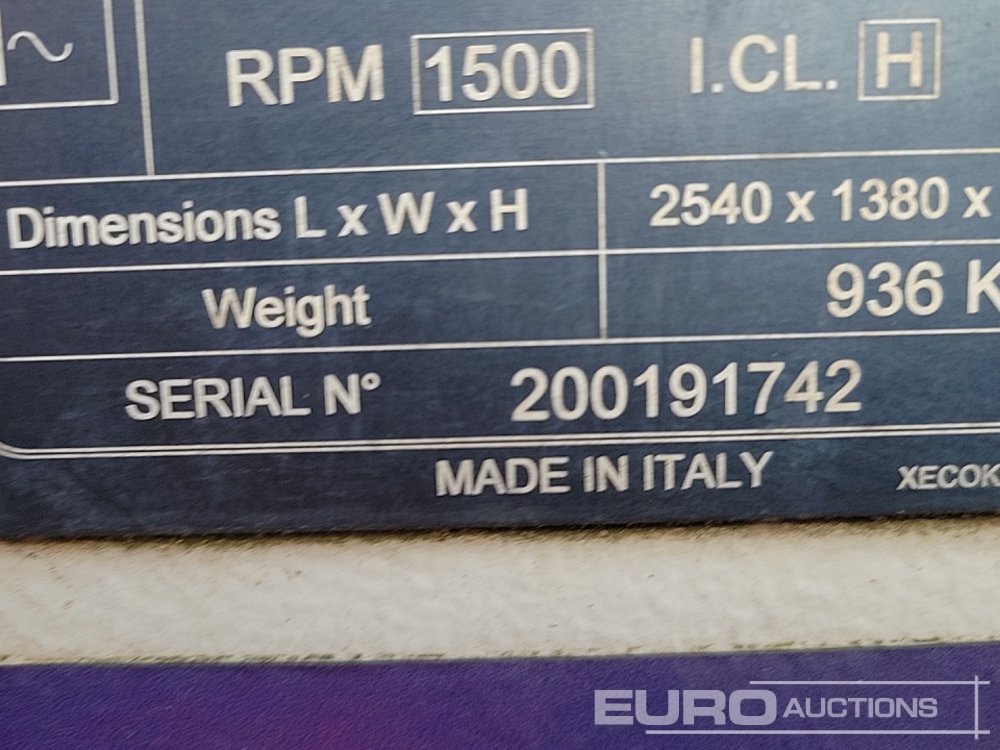 RPM 1500 I.CL. H
Dimensions L x W x H 2540 x 1380 x
Weight 936 K
SERIAL N° 200191742
MADE IN ITALY XECOK
EURO AUCTIONS